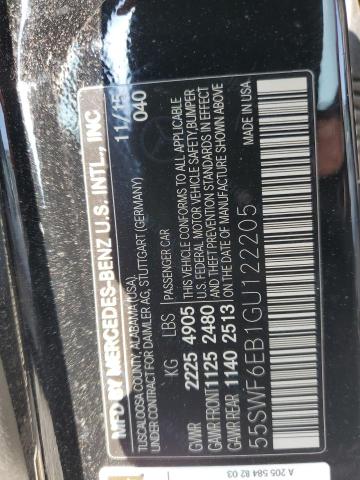 MFD BY MERCEDES-BENZ U.S. INTL., INC
TUSCALOOSA COUNTY, ALABAMA (USA),
UNDER CONTRACT FOR DAIMLER AG, STUTTGART (GERMANY)
11/15
040
KG LBS PASSENGER CAR
GVWR 2225 4905 THIS VEHICLE CONFORMS TO ALL APPLICABLE
GAWR FRONT 1125 2480 U.S. FEDERAL MOTOR VEHICLE SAFETY, BUMPER
GAWR REAR 1140 2513 AND THEFT PREVENTION STANDARDS IN EFFECT
ON THE DATE OF MANUFACTURE SHOWN ABOVE
55SWF6EB1GU122205 MADE IN USA
A 205 584 82 03